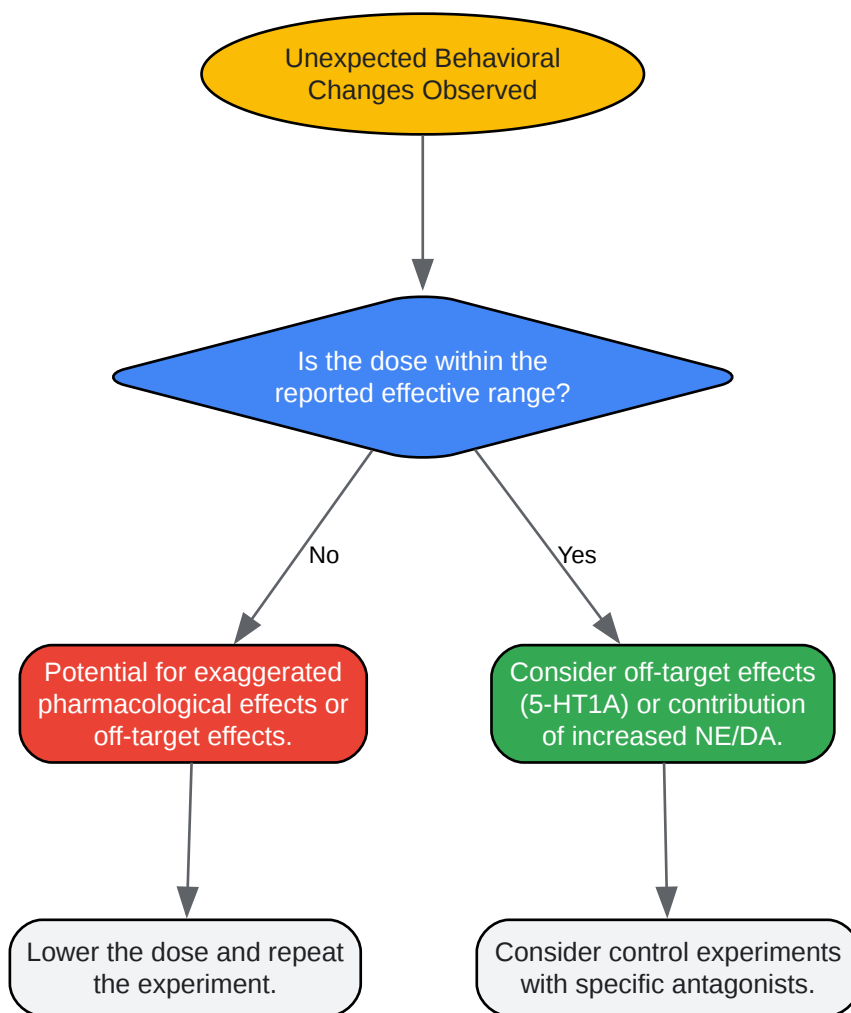 Unexpected Behavioral
Changes Observed
Is the dose within the
reported effective range?
No
Yes
Potential for exaggerated
pharmacological effects or
off-target effects.
Consider off-target effects
(5-HT1A) or contribution
of increased NE/DA.
Lower the dose and repeat
the experiment.
Consider control experiments
with specific antagonists.